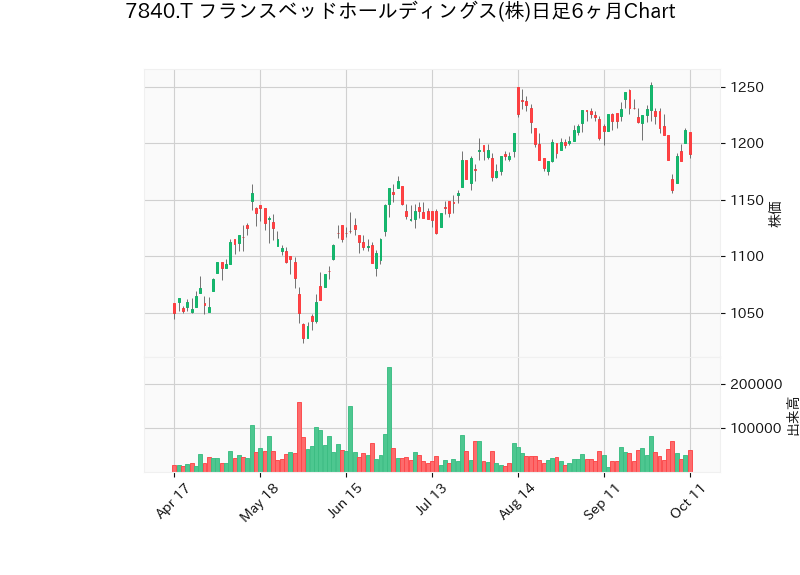 7840.T フランスベッドホールディングス(株)日足6ヶ月Chart
1250
1200
1150
1100
1050
株価
200000
100000
出来高
Apr 17
May 18
Jun 15
Jul 13
Aug 14
Sep 11
Oct 11